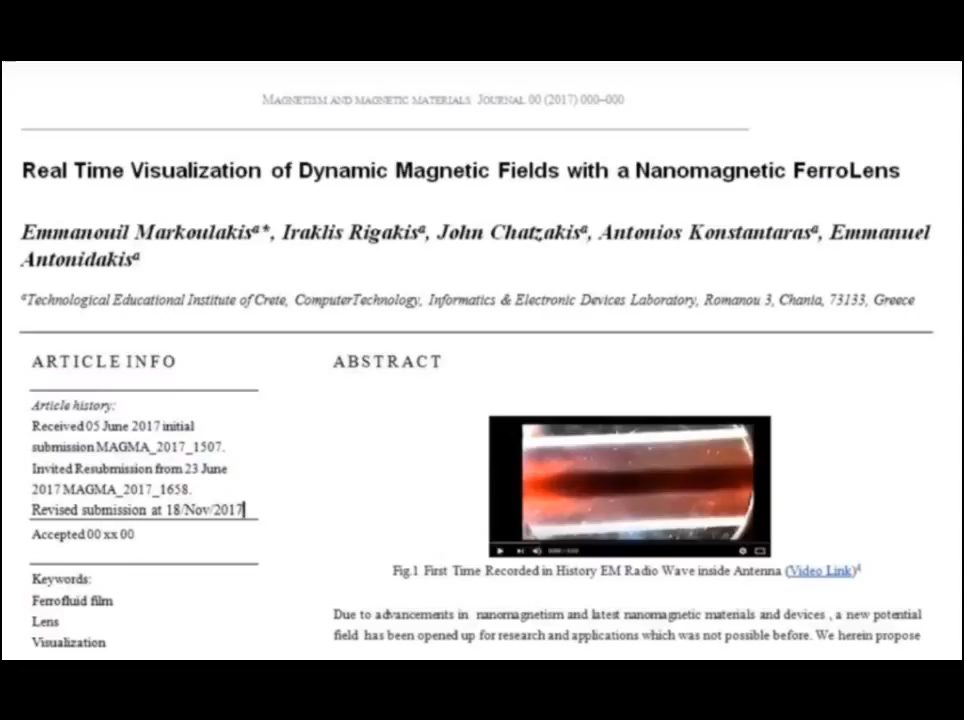 MAGNETISM AND MAGNETIC MATERIALS JOURNAL 00 (2017) 000–000
Real Time Visualization of Dynamic Magnetic Fields with a Nanomagnetic FerroLens
Emmanouil Markoulakisᵃ*, Iraklis Rigakisᵃ, John Chatzakisᵃ, Antonios Konstantarasᵃ, Emmanuel
Antonidakisᵃ
ᵃTechnological Educational Institute of Crete, ComputerTechnology, Informatics & Electronic Devices Laboratory, Romanou 3, Chania, 73133, Greece
ARTICLE INFO
Article history:
Received 05 June 2017 initial
submission MAGMA_2017_1507.
Invited Resubmission from 23 June
2017 MAGMA_2017_1658.
Revised submission at 18/Nov/2017
Accepted 00 xx 00
Keywords:
Ferrofluid film
Lens
Visualization
ABSTRACT
Fig.1 First Time Recorded in History EM Radio Wave inside Antenna (Video Link)
Due to advancements in nanomagnetism and latest nanomagnetic materials and devices , a new potential
field has been opened up for research and applications which was not possible before. We herein propose